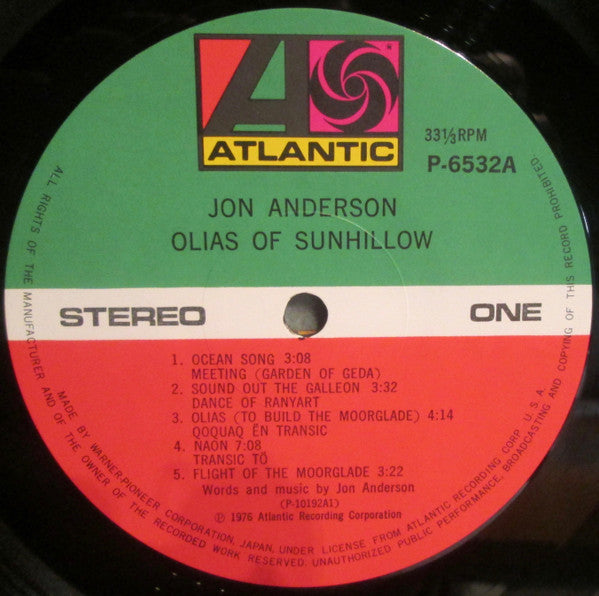 ATLANTIC
33⅓RPM
P-6532A
JON ANDERSON
OLIAS OF SUNHILLOW
STEREO
ONE
1. OCEAN SONG 3:08
MEETING (GARDEN OF GEDA)
2. SOUND OUT THE GALLEON 3:32
DANCE OF RANYART
3. OLIAS (TO BUILD THE MOORGLADE) 4:14
QOQUAQ ËN TRANSIC
4. NAÖN 7:08
TRANSIC TÖ
5. FLIGHT OF THE MOORGLADE 3:22
Words and music by Jon Anderson
(P-10192A1)
℗ 1976 Atlantic Recording Corporation
ALL RIGHTS OF THE MANUFACTURER AND OF THE OWNER OF THE RECORDED WORK RESERVED: UNAUTHORIZED PUBLIC PERFORMANCE, BROADCASTING AND COPYING OF THIS RECORD PROHIBITED.
MADE BY WARNER-PIONEER CORPORATION, JAPAN, UNDER LICENSE FROM ATLANTIC RECORDING CORP. U.S.A.